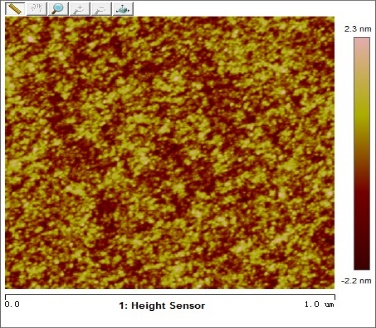 2.3 nm
-2.2 nm
0.0
1: Height Sensor
1.0 um